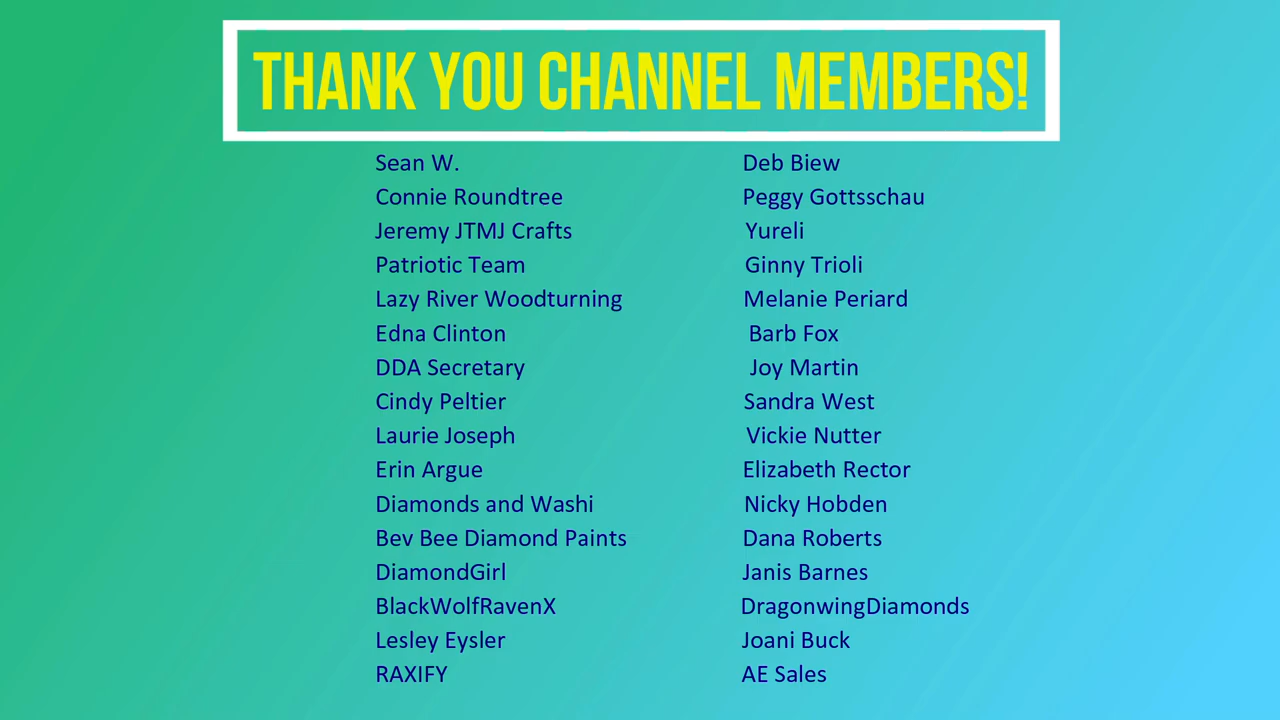 THANK YOU CHANNEL MEMBERS!
Sean W. Deb Biew
Connie Roundtree Peggy Gottsschau
Jeremy JTMJ Crafts Yureli
Patriotic Team Ginny Trioli
Lazy River Woodturning Melanie Periard
Edna Clinton Barb Fox
DDA Secretary Joy Martin
Cindy Peltier Sandra West
Laurie Joseph Vickie Nutter
Erin Argue Elizabeth Rector
Diamonds and Washi Nicky Hobden
Bev Bee Diamond Paints Dana Roberts
DiamondGirl Janis Barnes
BlackWolfRavenX DragonwingDiamonds
Lesley Eysler Joani Buck
RAXIFY AE Sales